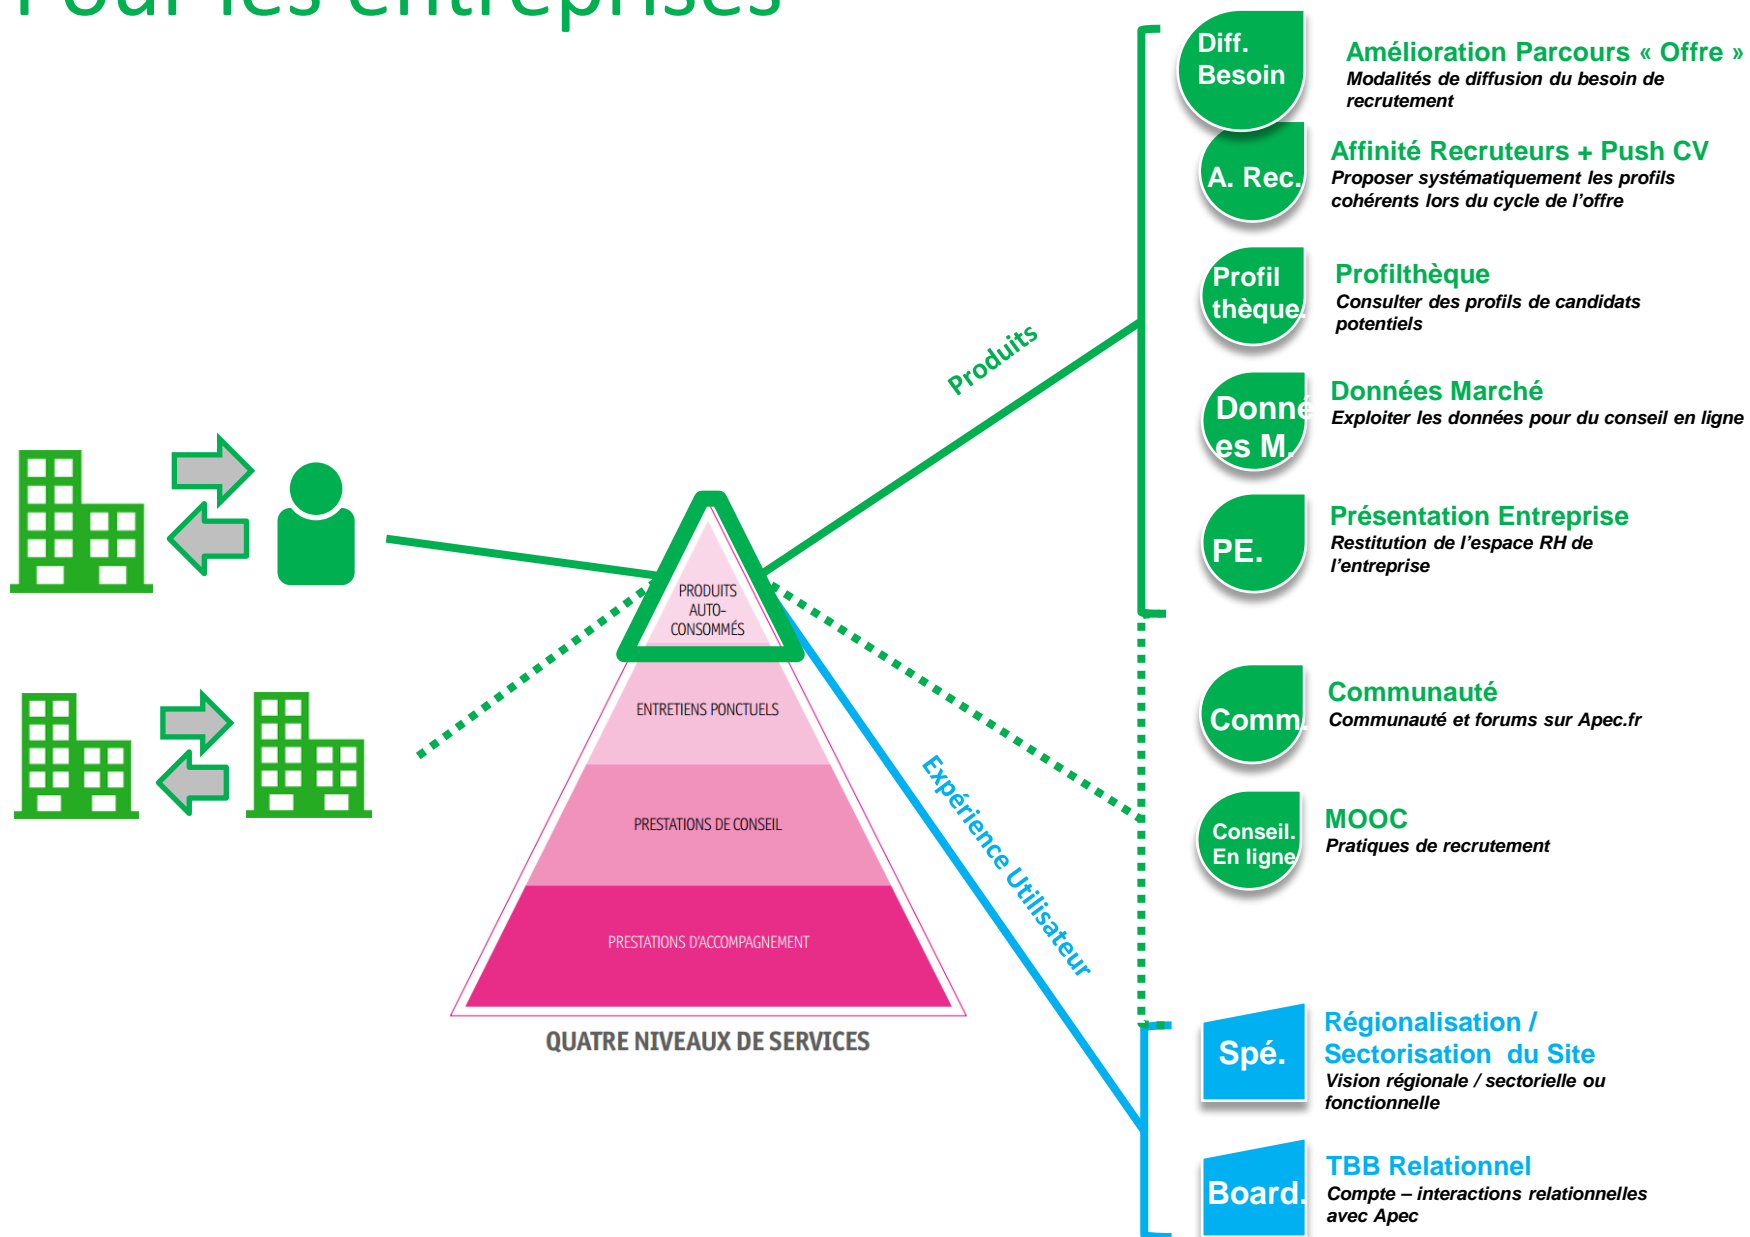 Pour les entreprises
Diff.
Besoin
Amélioration Parcours « Offre »
Modalités de diffusion du besoin de
recrutement
A. Rec.
Affinité Recruteurs + Push CV
Proposer systématiquement les profils
cohérents lors du cycle de l’offre
Profil
thèque.
Profilthèque
Consulter des profils de candidats
potentiels
Produits
Donné
es M.
Données Marché
Exploiter les données pour du conseil en ligne
PE.
Présentation Entreprise
Restitution de l’espace RH de
l’entreprise
PRODUITS
AUTO-
CONSOMMÉS
ENTRETIENS PONCTUELS
PRESTATIONS DE CONSEIL
PRESTATIONS D'ACCOMPAGNEMENT
QUATRE NIVEAUX DE SERVICES
Comm.
Communauté
Communauté et forums sur Apec.fr
Conseil.
En ligne
MOOC
Pratiques de recrutement
Expérience Utilisateur
Spé.
Régionalisation /
Sectorisation du Site
Vision régionale / sectorielle ou
fonctionnelle
Board.
TBB Relationnel
Compte – interactions relationnelles
avec Apec